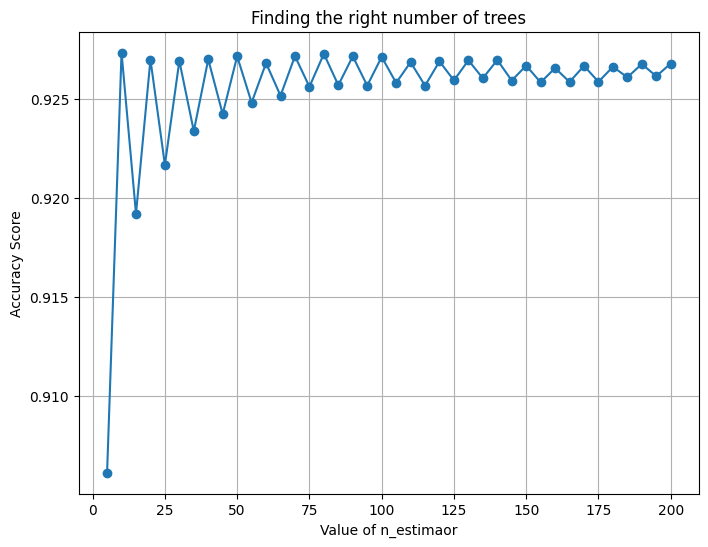 Finding the right number of trees
Accuracy Score
0.925
0.920
0.915
0.910
0 25 50 75 100 125 150 175 200
Value of n_estimaor